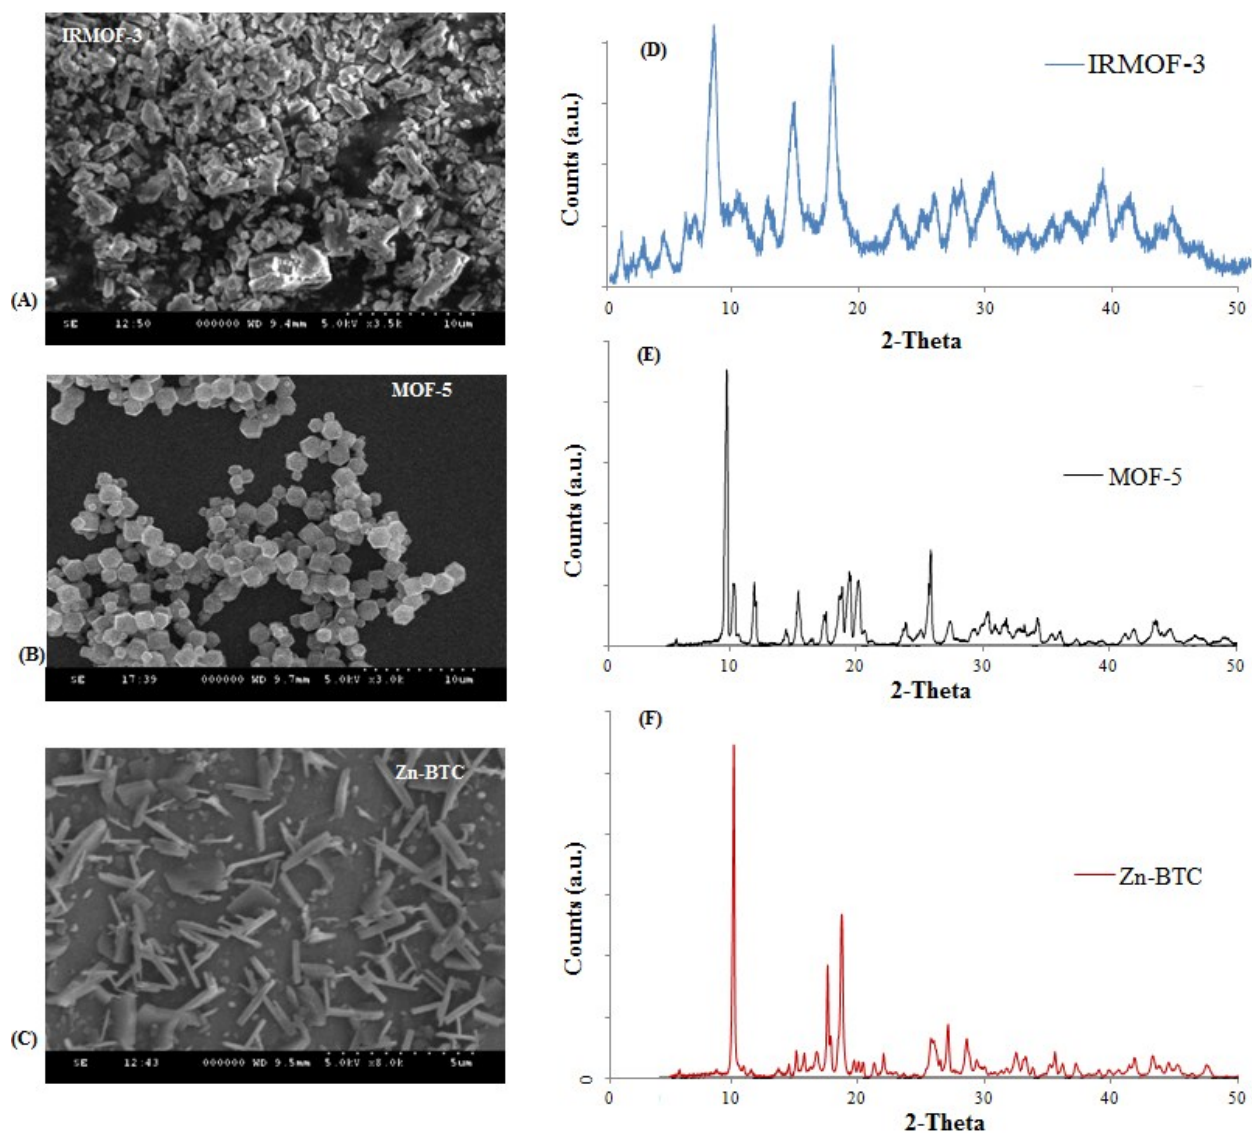 IRMOF-3
(A)
SE 12:50 000000 WD 9.4mm 5.0kV x3.5k 10um
(D)
IRMOF-3
Counts (a.u.)
0 10 20 30 40 50
2-Theta
MOF-5
(B)
SE 17:39 000000 WD 9.7mm 5.0kV x3.0k 10um
(E)
MOF-5
Counts (a.u.)
0 10 20 30 40 50
2-Theta
Zn-BTC
(C)
SE 12:43 000000 WD 9.5mm 5.0kV x8.0k 5um
(F)
Zn-BTC
Counts (a.u.)
0
0 10 20 30 40 50
2-Theta